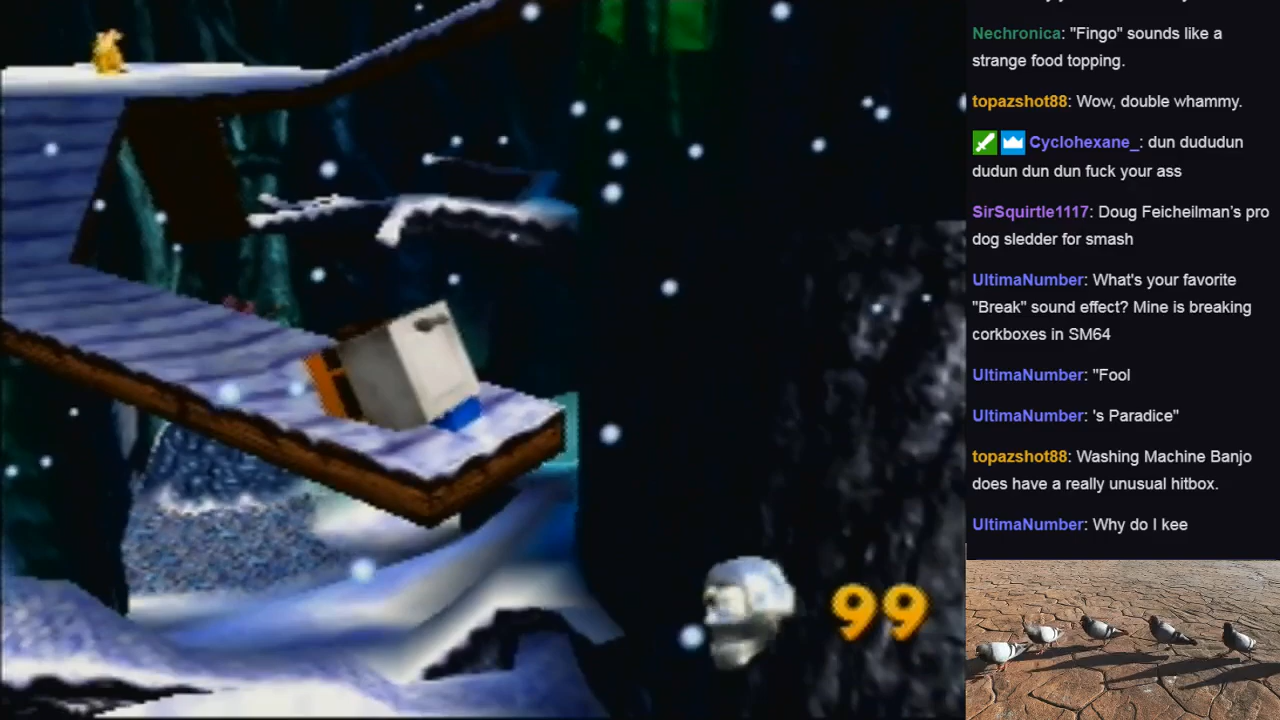 Nechronica: "Fingo" sounds like a
strange food topping.
topazshot88: Wow, double whammy.
Cyclohexane_: dun dududun
dudun dun dun fuck your ass
SirSquirtle1117: Doug Feicheilman's pro
dog sledder for smash
UltimaNumber: What's your favorite
"Break" sound effect? Mine is breaking
corkboxes in SM64
UltimaNumber: "Fool
UltimaNumber: 's Paradice"
topazshot88: Washing Machine Banjo
does have a really unusual hitbox.
UltimaNumber: Why do I kee
99